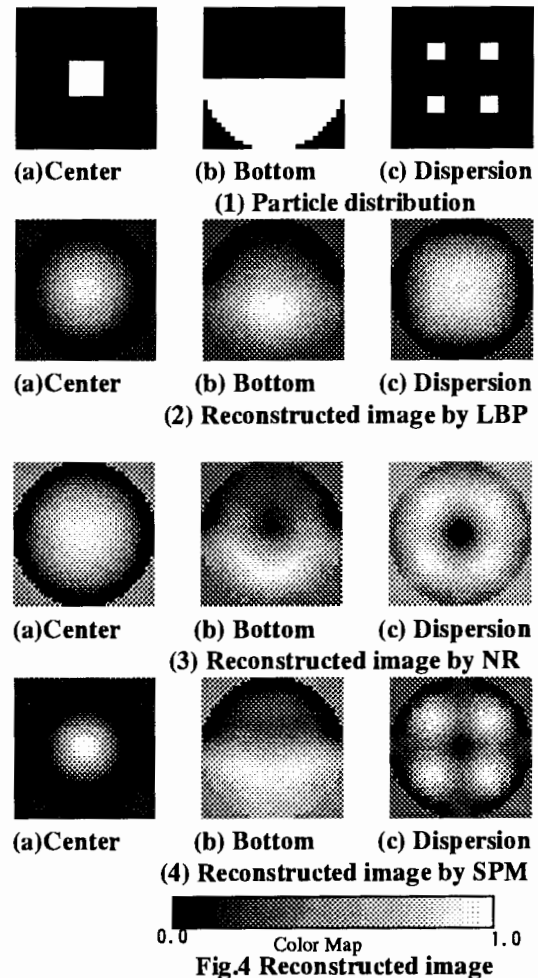 (a)Center (b) Bottom (c) Dispersion
(1) Particle distribution
(a)Center (b) Bottom (c) Dispersion
(2) Reconstructed image by LBP
(a)Center (b) Bottom (c) Dispersion
(3) Reconstructed image by NR
(a)Center (b) Bottom (c) Dispersion
(4) Reconstructed image by SPM
0.0 Color Map 1.0
Fig.4 Reconstructed image